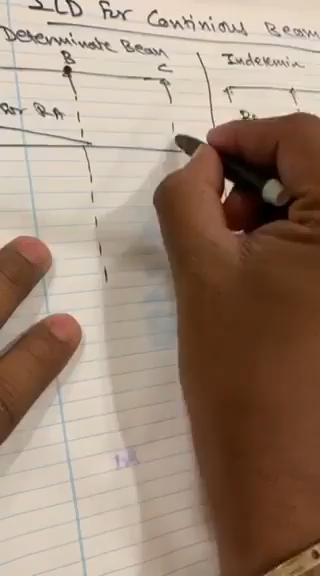 ILD For Continious Beam
Determinate Beam
Indetermin
B
C
For RA